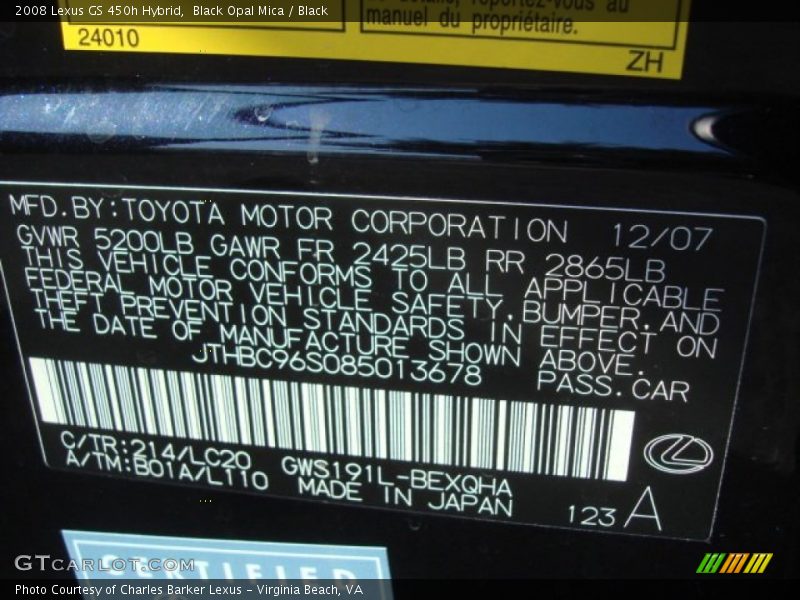 2008 Lexus GS 450h Hybrid, Black Opal Mica / Black
manuel du propriétaire.
24010
ZH
MFD.BY:TOYOTA MOTOR CORPORATION 12/07
GVWR 5200LB GAWR FR 2425LB RR 2865LB
THIS VEHICLE CONFORMS TO ALL APPLICABLE
FEDERAL MOTOR VEHICLE SAFETY,BUMPER,AND
THEFT PREVENTION STANDARDS IN EFFECT ON
THE DATE OF MANUFACTURE SHOWN ABOVE.
JTHBC96S085013678 PASS.CAR
C/TR:214/LC20 GWS191L-BEXQHA
A/TM:B01A/L110 MADE IN JAPAN
123 A
GTcarlot.com
CERTIFIED
Photo Courtesy of Charles Barker Lexus - Virginia Beach, VA